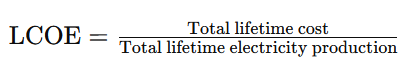 LCOE = Total lifetime cost
Total lifetime electricity production